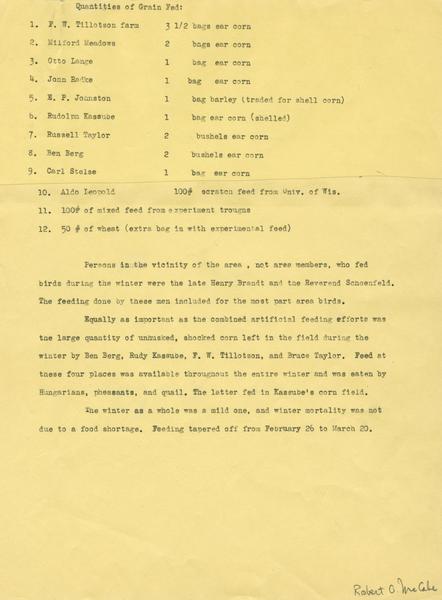 Quantities of Grain Fed:
1. F. W. Tillotson farm 3 1/2 bags ear corn
2. Milford Meadows 2 bags ear corn
3. Otto Lange 1 bag ear corn
4. John Radke 1 bag ear corn
5. E. P. Johnston 1 bag barley (traded for shell corn)
6. Rudolph Kassube 1 bag ear corn (shelled)
7. Russell Taylor 2 bushels ear corn
8. Ben Berg 2 bushels ear corn
9. Carl Stelse 1 bag ear corn
10. Aldo Leopold 100# scratch feed from Univ. of Wis.
11. 100# of mixed feed from experiment troughs
12. 50 # of wheat (extra bag in with experimental feed)
Persons in the vicinity of the area , not area members, who fed
birds during the winter were the late Henry Brandt and the Reverend Schoenfeld.
The feeding done by these men included for the most part area birds.
Equally as important as the combined artificial feeding efforts was
the large quantity of unhusked, shocked corn left in the field during the
winter by Ben Berg, Rudy Kassube, F. W. Tillotson, and Bruce Taylor. Feed at
these four places was available throughout the entire winter and was eaten by
Hungarians, pheasants, and quail. The latter fed in Kassube's corn field.
The winter as a whole was a mild one, and winter mortality was not
due to a food shortage. Feeding tapered off from February 26 to March 20.
Robert A. McCabe